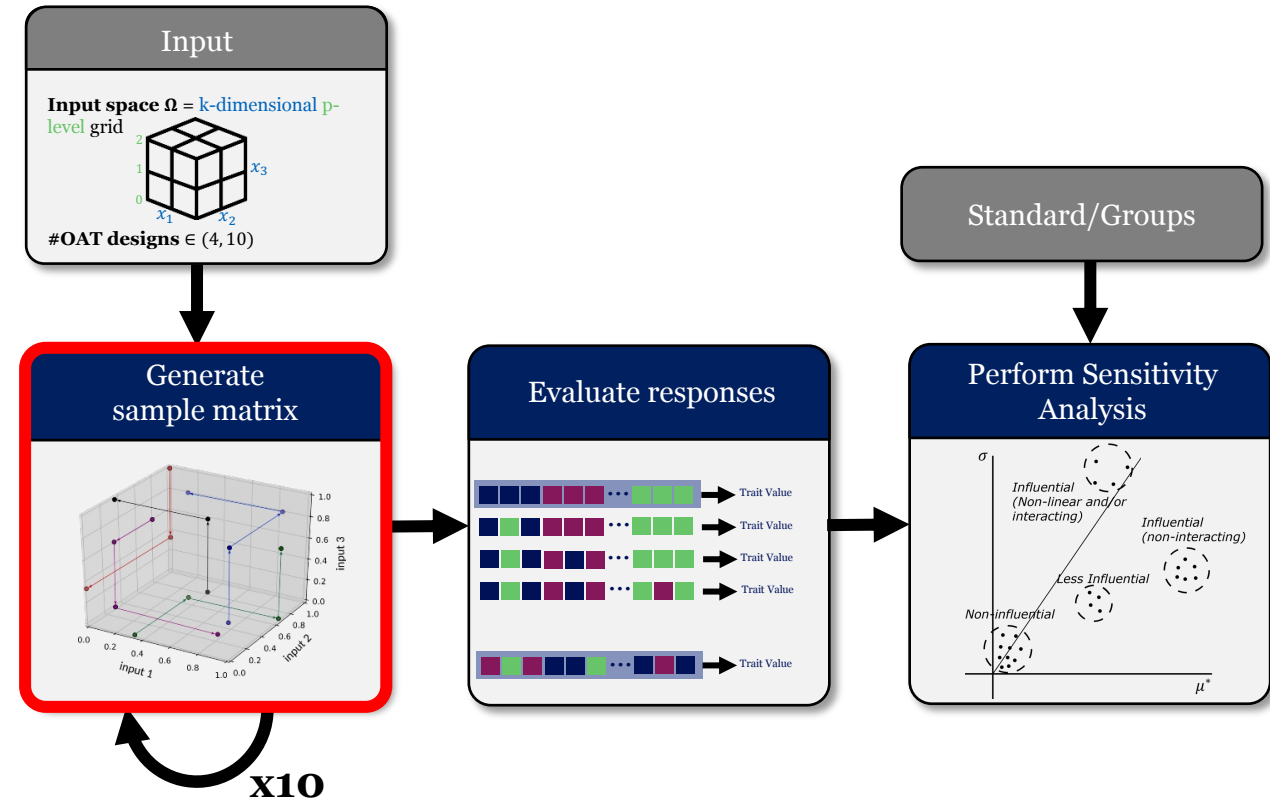 Input
Input space Ω = k-dimensional p-
level grid
2
1
0
x₃
x₁
x₂
#OAT designs ∈ (4, 10)
Standard/Groups
Generate
sample matrix
1.0
0.8
0.6
0.4
0.2
0.0
input 3
0.0
0.2
0.4
0.6
0.8
1.0
input 1
0.0
0.2
0.4
0.6
0.8
1.0
input 2
x10
Evaluate responses
··· Trait Value
··· Trait Value
··· Trait Value
··· Trait Value
··· Trait Value
Perform Sensitivity
Analysis
σ
Influential
(Non-linear and/or
interacting)
Influential
(non-interacting)
Less Influential
Non-influential
μ*